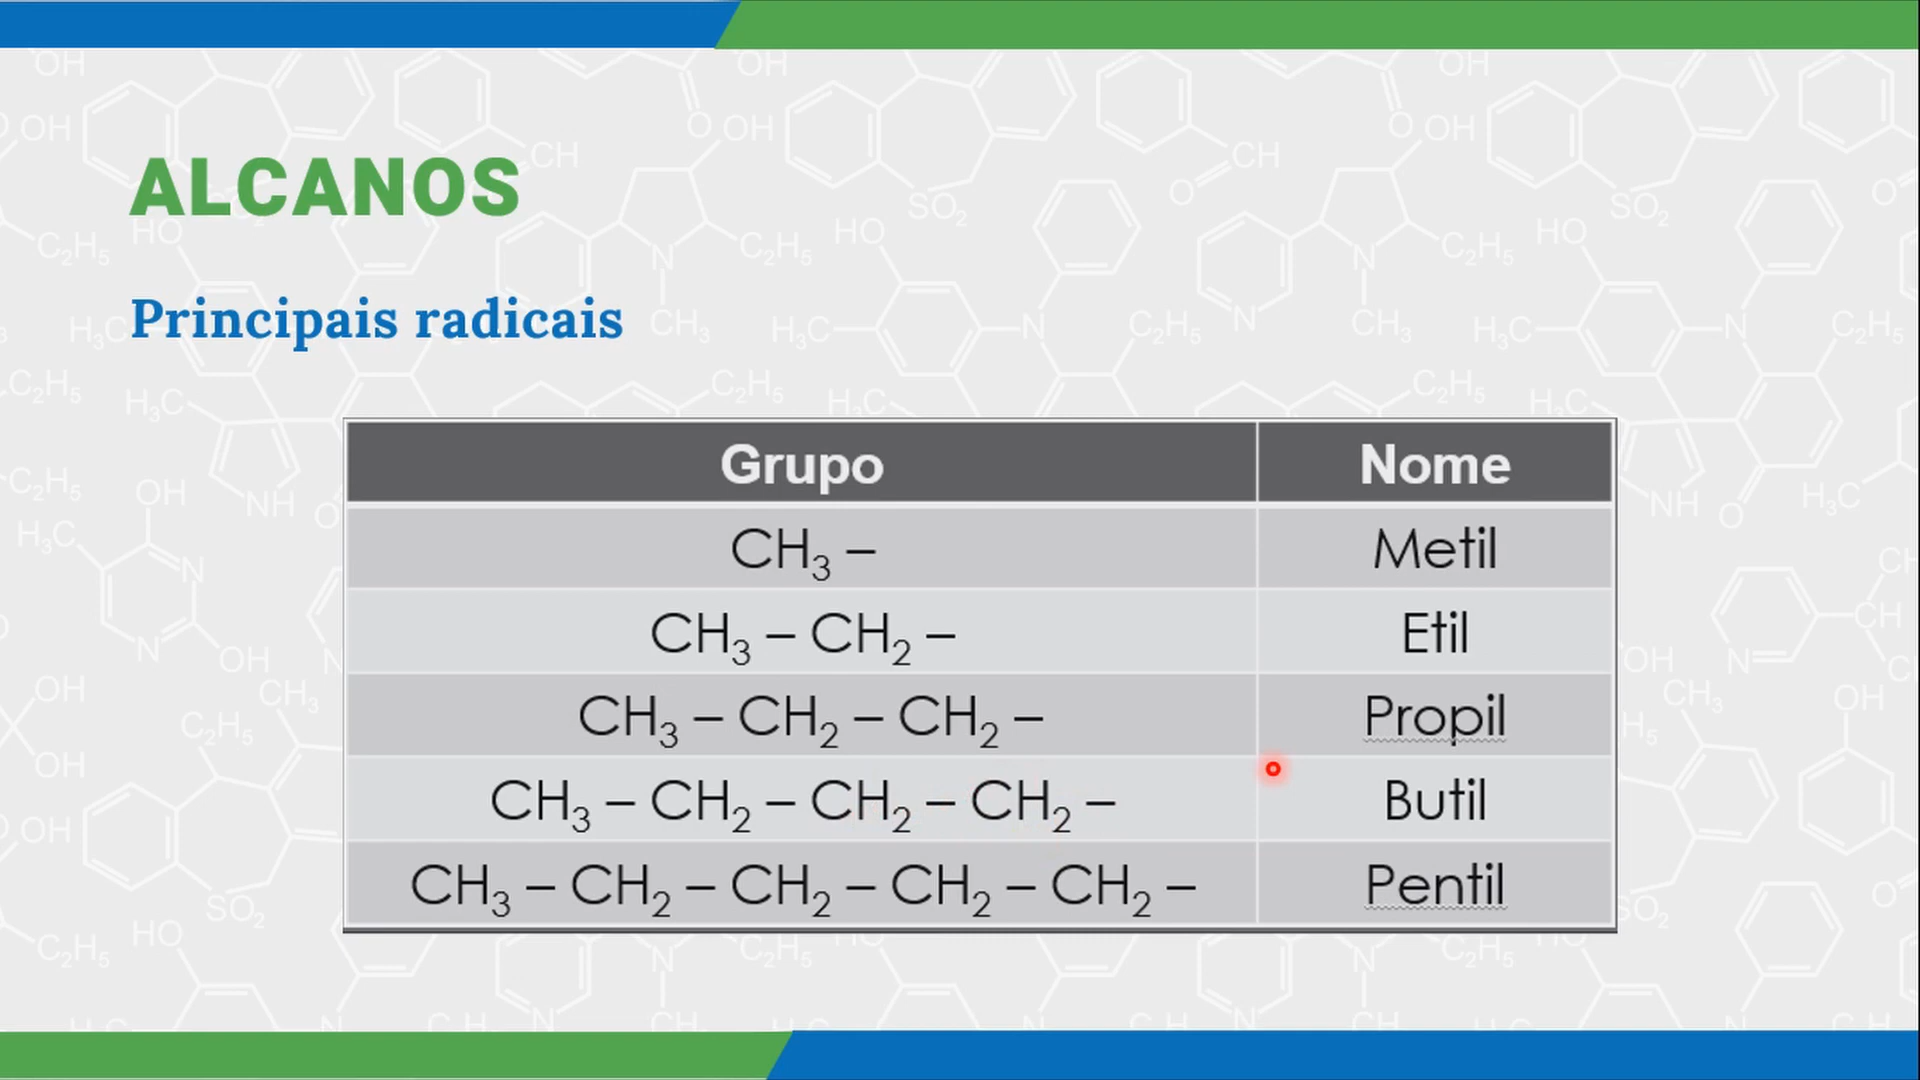 ALCANOS
Principais radicais
Grupo Nome
CH₃ – Metil
CH₃ – CH₂ – Etil
CH₃ – CH₂ – CH₂ – Propil
CH₃ – CH₂ – CH₂ – CH₂ – Butil
CH₃ – CH₂ – CH₂ – CH₂ – CH₂ – Pentil